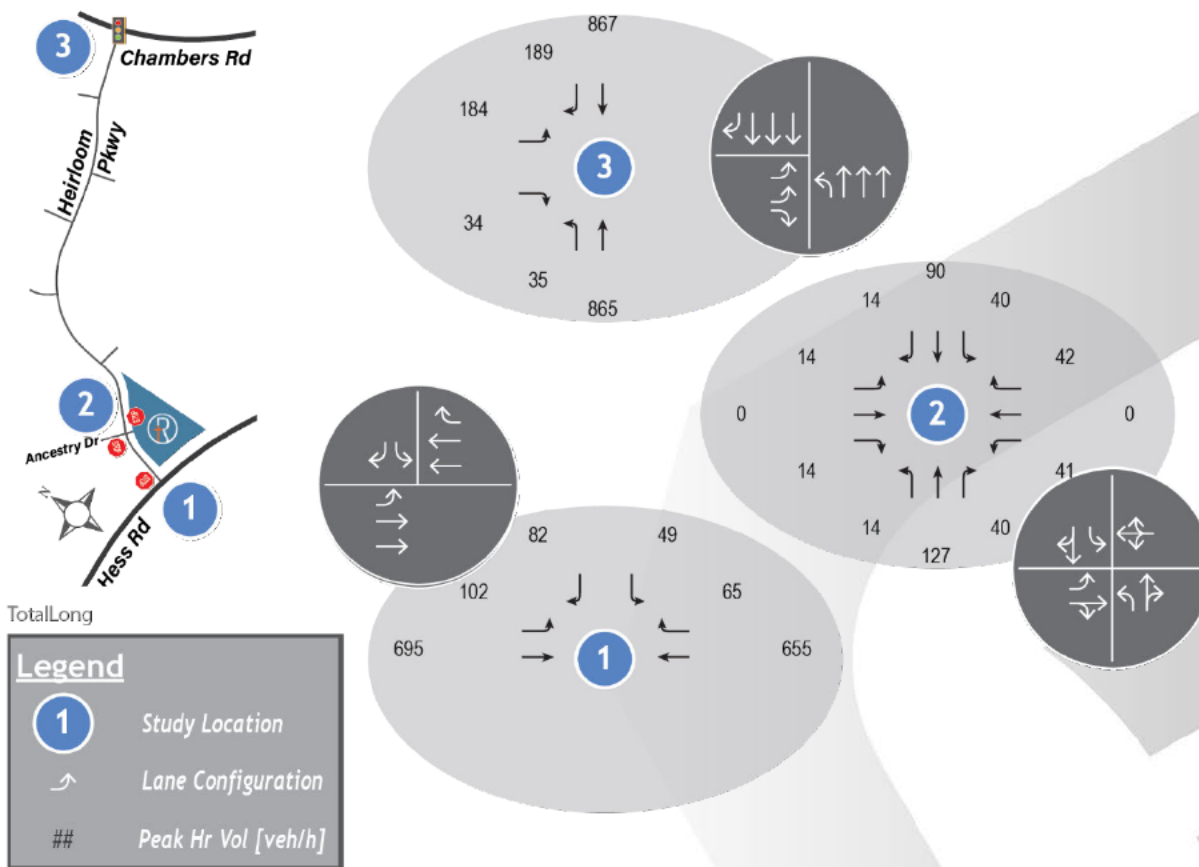 3
Chambers Rd
Heirloom
Pkwy
2
Ancestry Dr
N
1
Hess Rd
TotalLong
Legend
1 Study Location
Lane Configuration
## Peak Hr Vol [veh/h]
867
189
184
3
34
35
865
90
14 40
14 42
0 2 0
14 41
14 40
127
82 49
102 65
695 1 655